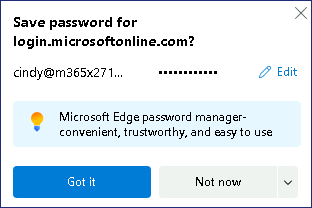 Save password for
login.microsoftonline.com?
cindy@m365x271... ••••••••••••  Edit
Microsoft Edge password manager-
convenient, trustworthy, and easy to use
Got it Not now